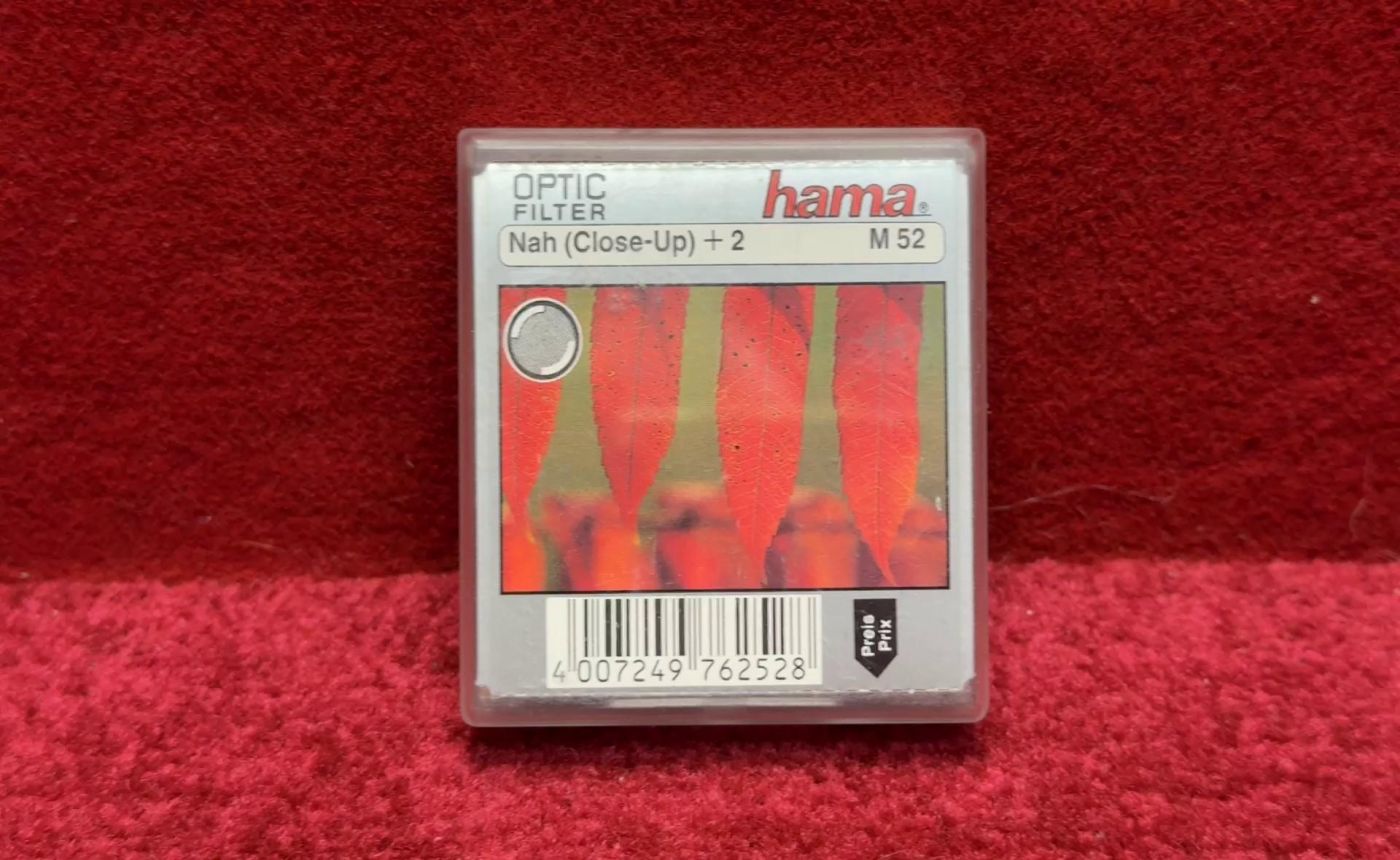 OPTIC
FILTER
hama®
Nah (Close-Up) + 2 M 52
4 007249 762528
Preis
Prix